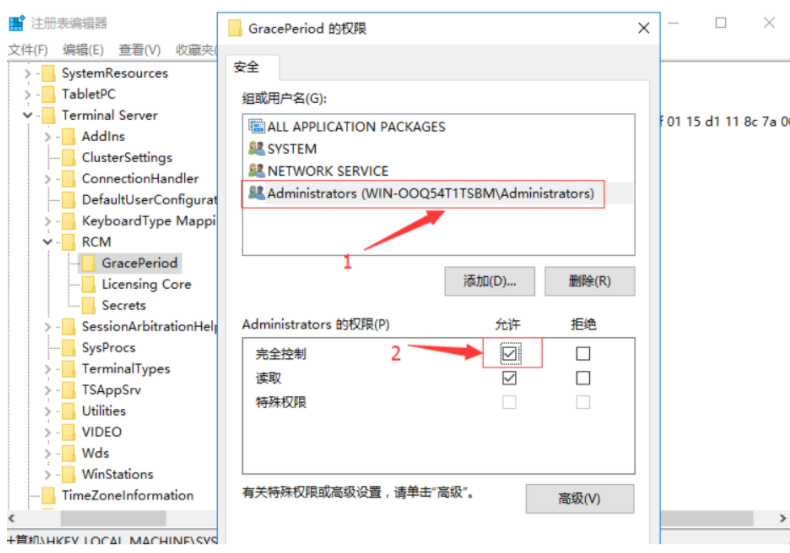 注册表编辑器
文件(F) 编辑(E) 查看(V) 收藏夹(
SystemResources
TabletPC
Terminal Server
AddIns
ClusterSettings
ConnectionHandler
DefaultUserConfigurat
KeyboardType Mappi
RCM
GracePeriod
Licensing Core
Secrets
SessionArbitrationHelp
SysProcs
TerminalTypes
TSAppSrv
Utilities
VIDEO
Wds
WinStations
TimeZoneInformation
计算机\HKEY_LOCAL_MACHINE\SYS
GracePeriod 的权限
安全
组或用户名(G):
ALL APPLICATION PACKAGES
SYSTEM
NETWORK SERVICE
Administrators (WIN-OOQ54T1TSBM\Administrators)
1
添加(D)... 删除(R)
Administrators 的权限(P) 允许 拒绝
完全控制
2
读取
特殊权限
有关特殊权限或高级设置，请单击"高级"。
高级(V)
01 15 d1 11 8c 7a 00